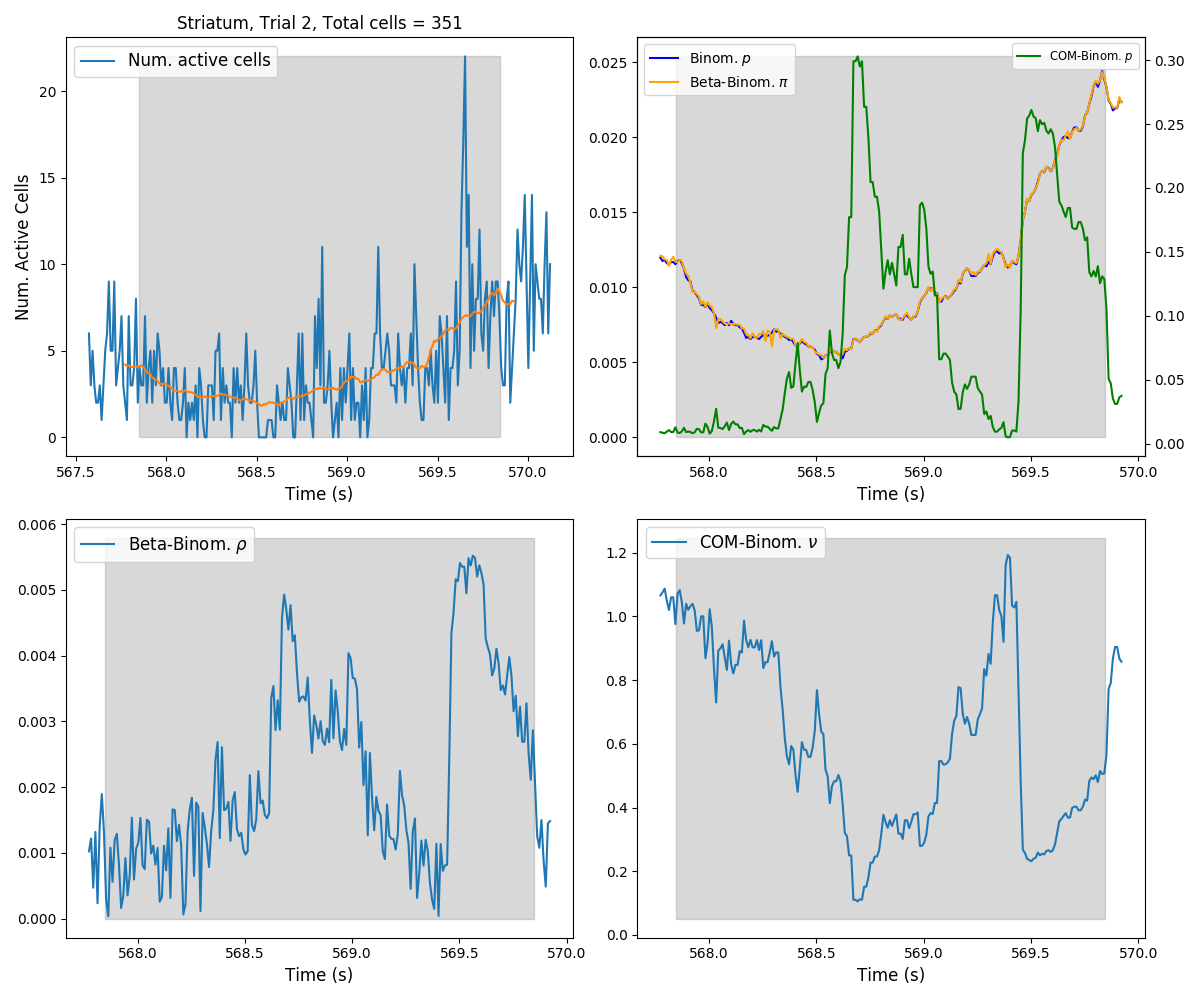 Striatum, Trial 2, Total cells = 351
Num. active cells
Num. Active Cells
20
15
10
5
0
567.5 568.0 568.5 569.0 569.5 570.0
Time (s)
Binom. p
Beta-Binom. π
COM-Binom. p
0.025
0.020
0.015
0.010
0.005
0.000
0.30
0.25
0.20
0.15
0.10
0.05
0.00
568.0 568.5 569.0 569.5 570.0
Time (s)
Beta-Binom. ρ
0.006
0.005
0.004
0.003
0.002
0.001
0.000
568.0 568.5 569.0 569.5 570.0
Time (s)
COM-Binom. ν
1.2
1.0
0.8
0.6
0.4
0.2
0.0
568.0 568.5 569.0 569.5 570.0
Time (s)